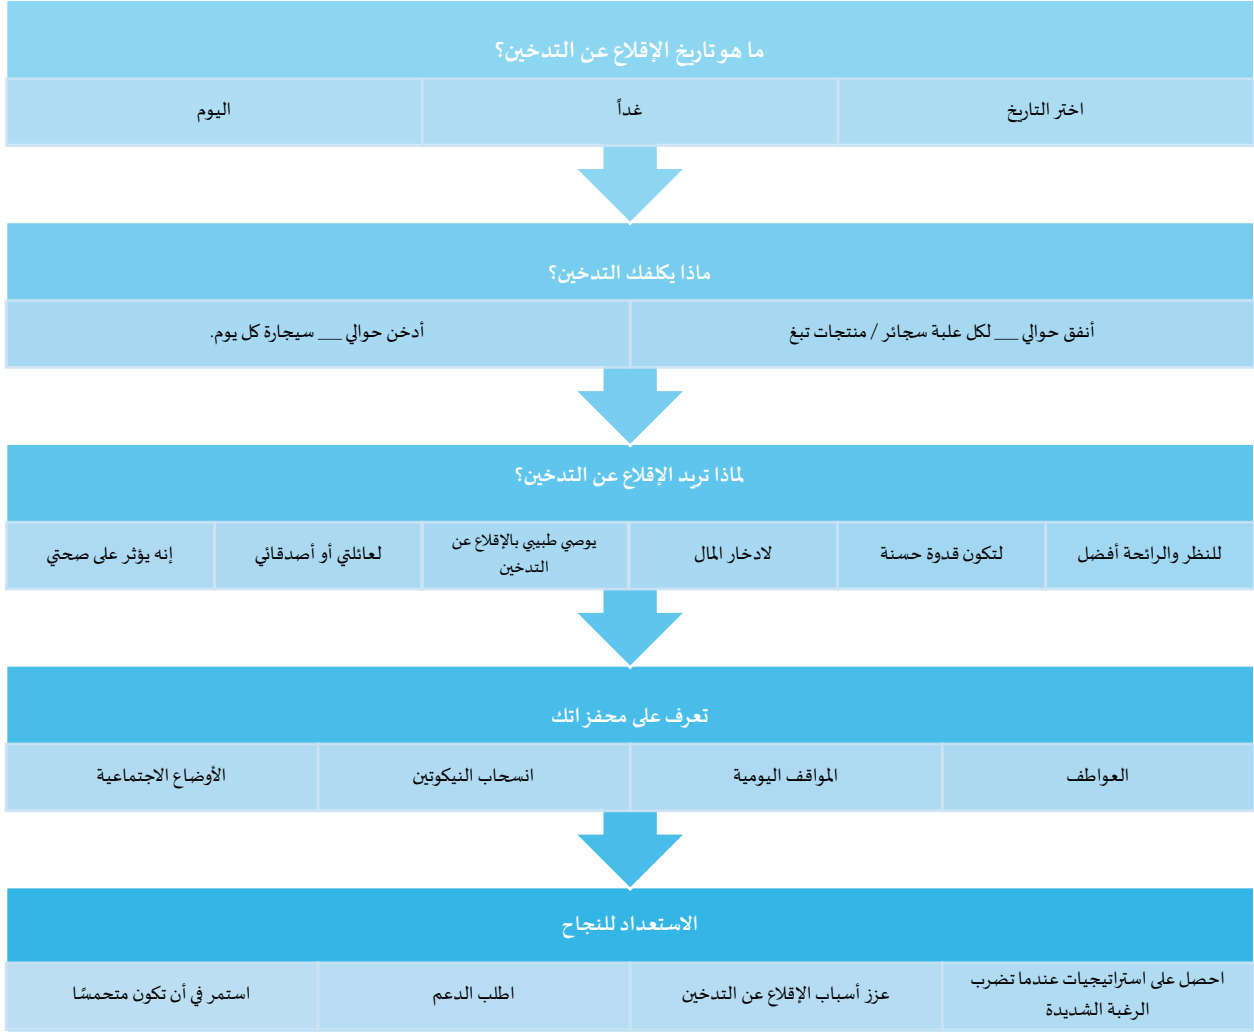 ما هو تاريخ الإقلاع عن التدخين؟
اختر التاريخ
غداً
اليوم
ماذا يكلفك التدخين؟
أنفق حوالي __ لكل علبة سجائر / منتجات تبغ
أدخن حوالي __ سيجارة كل يوم.
لماذا تريد الإقلاع عن التدخين؟
للنظر والرائحة أفضل
لتكون قدوة حسنة
لادخار المال
يوصي طبيبي بالإقلاع عن
التدخين
لعائلتي أو أصدقائي
إنه يؤثر على صحتي
تعرف على محفز اتك
العواطف
المواقف اليومية
انسحاب النيكوتين
الأوضاع الاجتماعية
الاستعداد للنجاح
احصل على استراتيجيات عندما تضرب
الرغبة الشديدة
عزز أسباب الإقلاع عن التدخين
اطلب الدعم
استمر في أن تكون متحمسًا